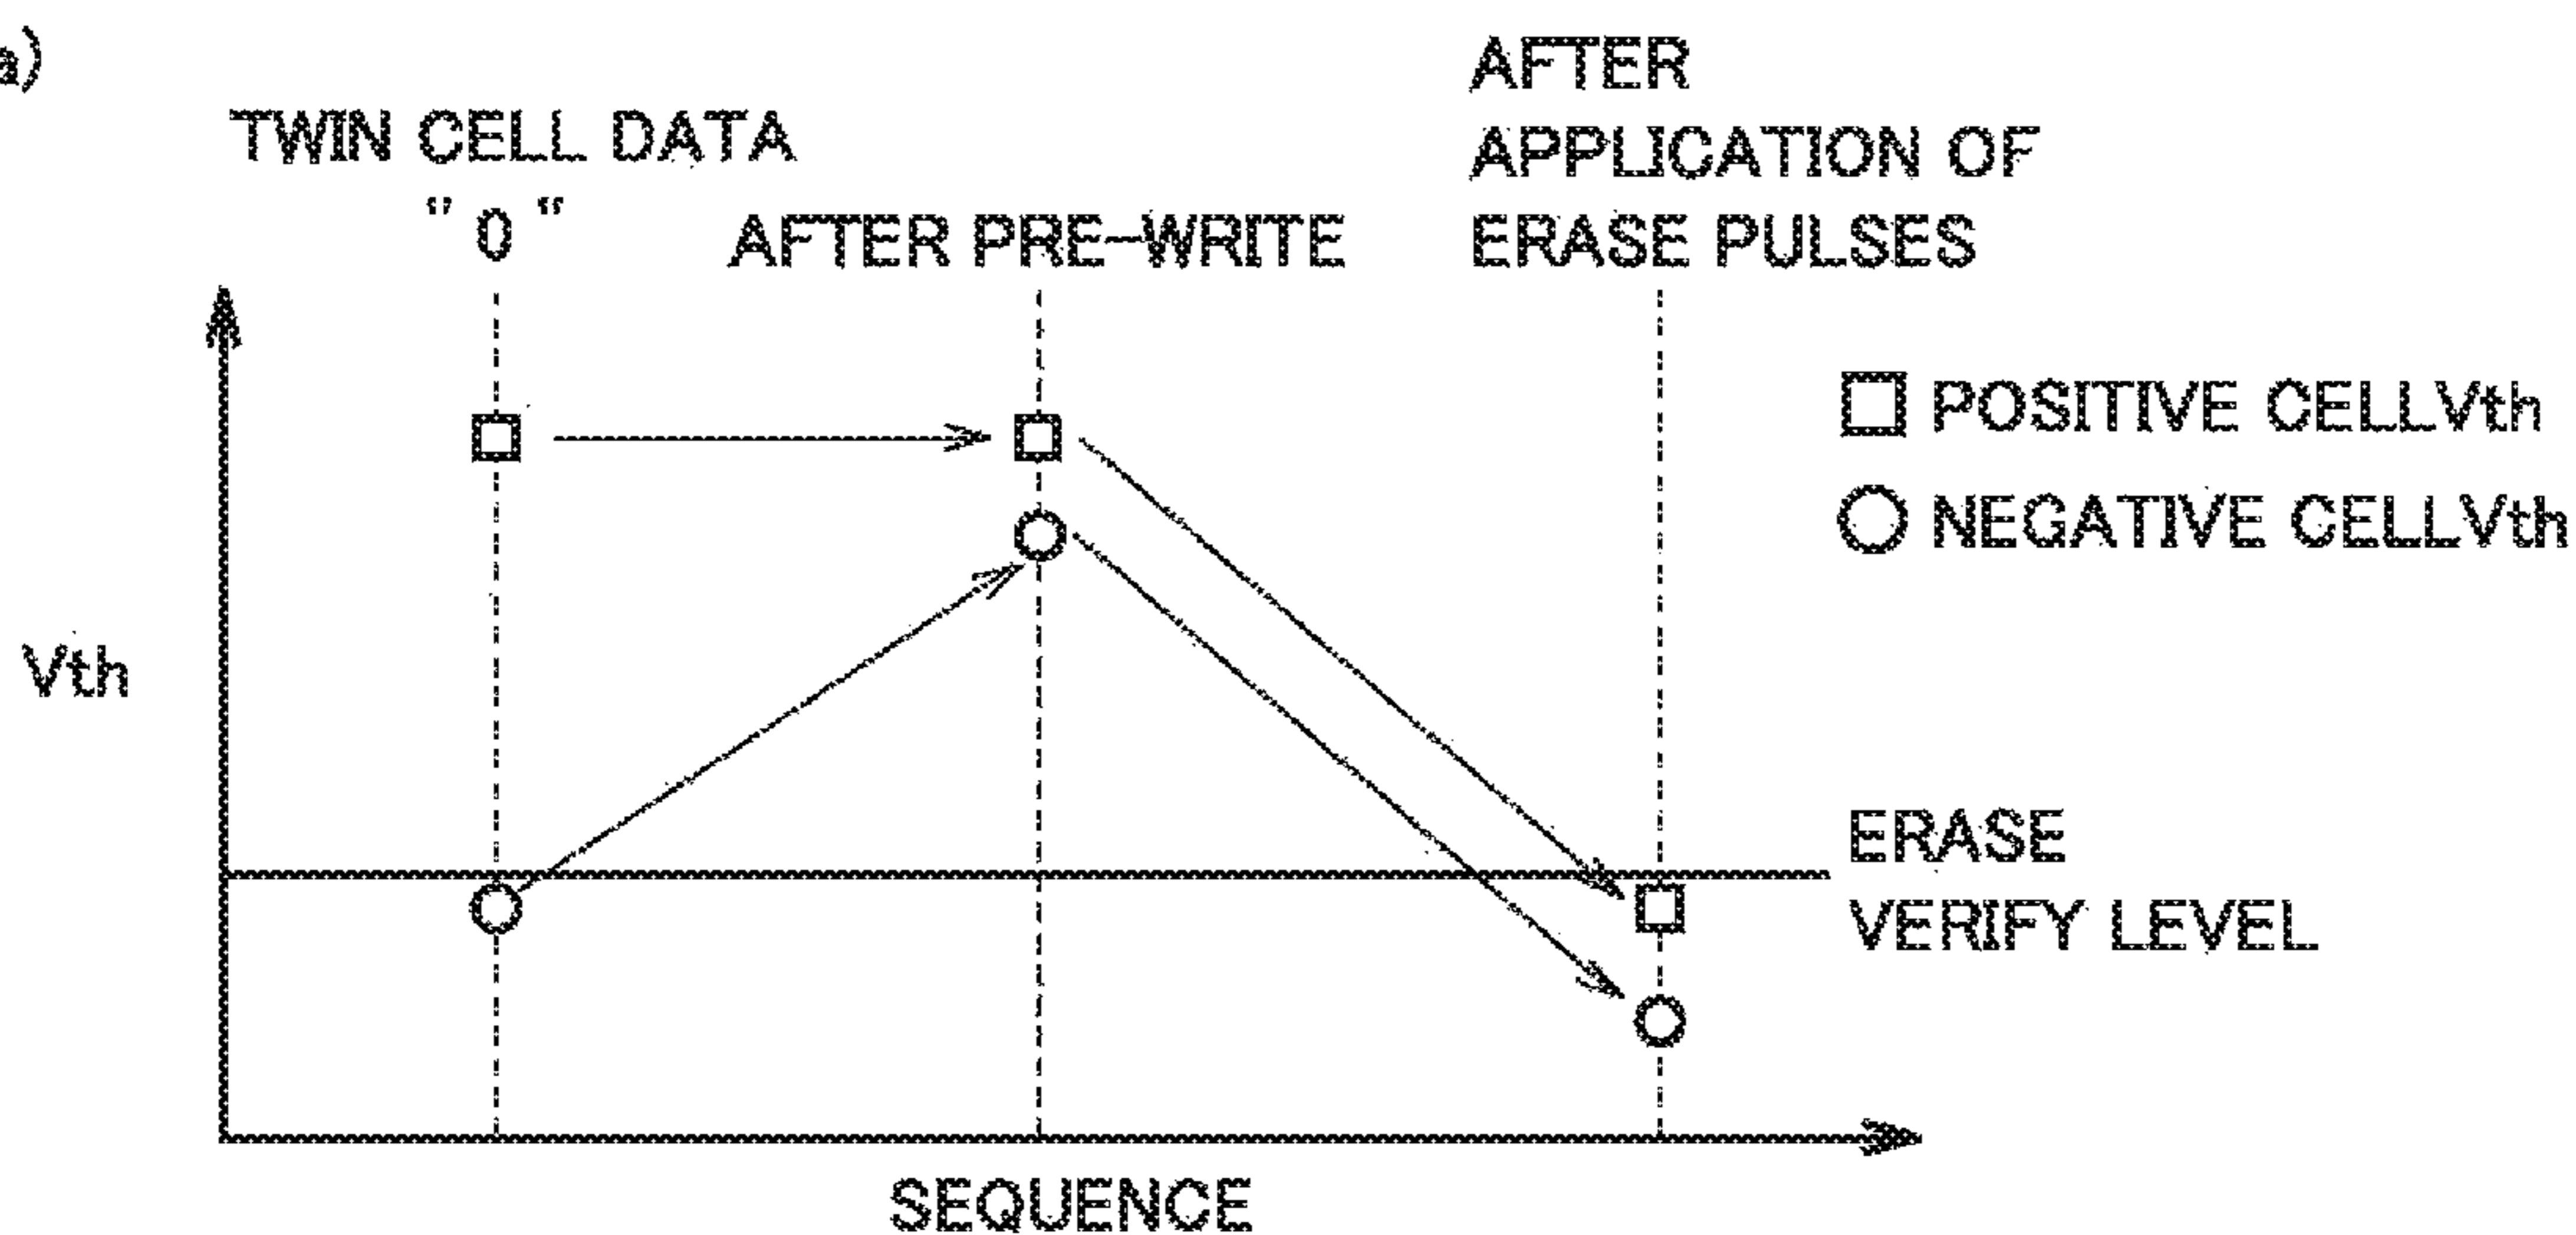 a)
TWIN CELL DATA
"0"
AFTER PRE-WRITE
AFTER
APPLICATION OF
ERASE PULSES
POSITIVE CELLVth
NEGATIVE CELLVth
Vth
ERASE
VERIFY LEVEL
SEQUENCE